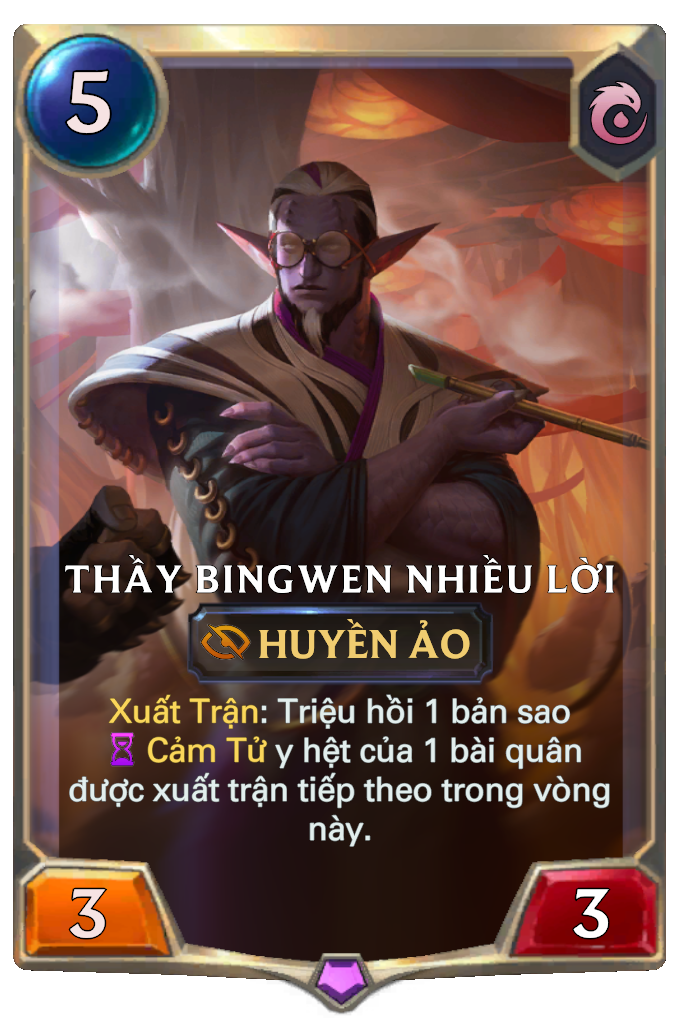 5
THẦY BINGWEN NHIỀU LỜI
HUYỀN ẢO
Xuất Trận: Triệu hồi 1 bản sao
Cảm Tử y hệt của 1 bài quân
được xuất trận tiếp theo trong vòng
này.
3
3